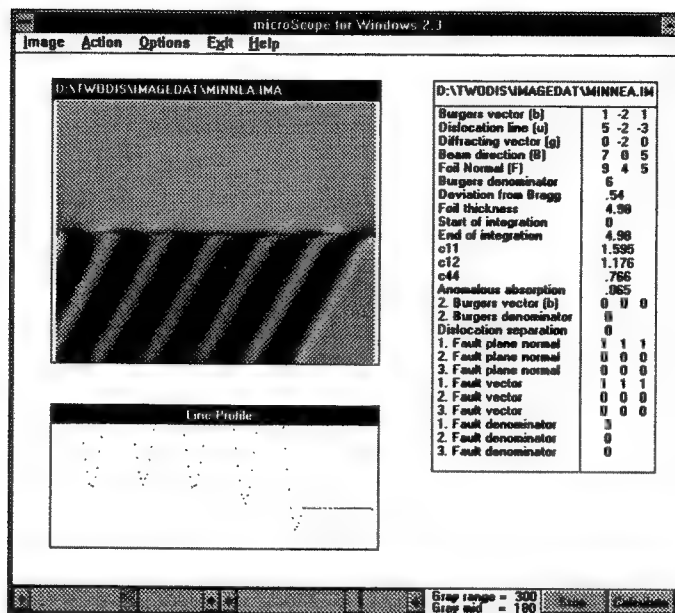 microScope for Windows 2.3
Image Action Options Exit Help
D:\TWODIS\IMAGEDAT\MINNEA.IMA
D:\TWODIS\IMAGEDAT\MINNEA.IM
Burgers vector (b) 1 -2 1
Dislocation line (u) 5 -2 -3
Diffracting vector (g) 0 -2 0
Beam direction (B) 7 0 5
Foil Normal (F) 9 4 5
Burgers denominator 6
Deviation from Bragg .54
Foil thickness 4.98
Start of integration 0
End of integration 4.98
c11 1.595
c12 1.176
c44 .766
Anomalous absorption .065
2. Burgers vector (b) 0 0 0
2. Burgers denominator 0
Dislocation separation 0
1. Fault plane normal 1 1 1
2. Fault plane normal 0 0 0
3. Fault plane normal 0 0 0
1. Fault vector 1 1 1
2. Fault vector 0 0 0
3. Fault vector 0 0 0
1. Fault denominator
2. Fault denominator 0
3. Fault denominator 0
Line Profile
Gray range = 300
Gray mid = 180
Calculate